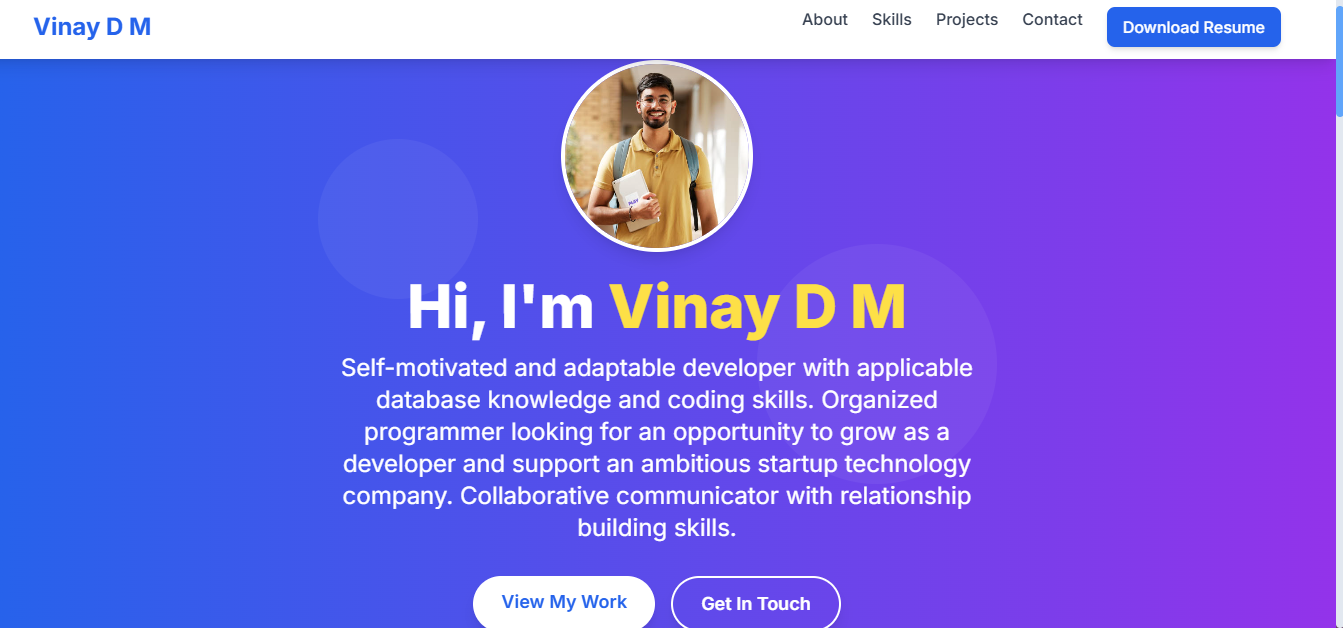 Vinay D M
About Skills Projects Contact Download Resume
Hi, I'm Vinay D M
Self-motivated and adaptable developer with applicable
database knowledge and coding skills. Organized
programmer looking for an opportunity to grow as a
developer and support an ambitious startup technology
company. Collaborative communicator with relationship
building skills.
View My Work
Get In Touch